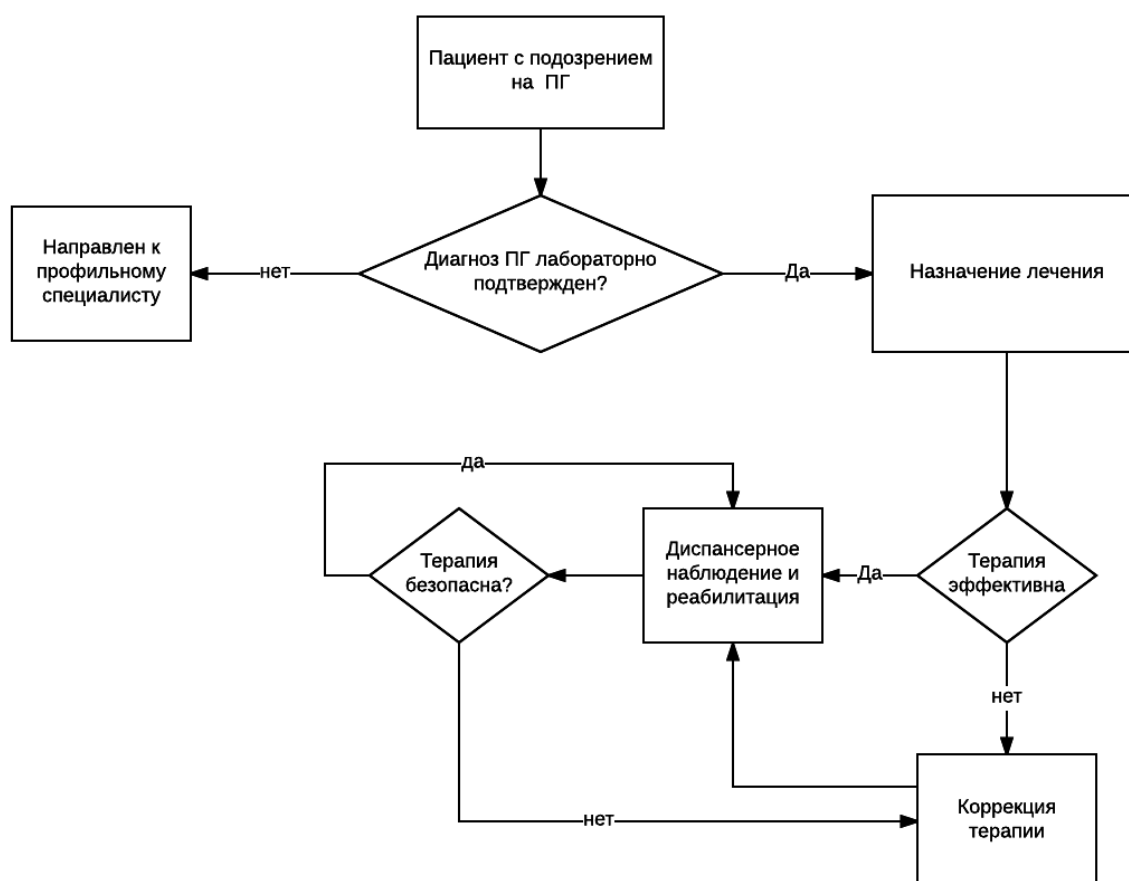 Пациент с подозрением
на ПГ
Направлен к
профильному
специалисту
нет
Диагноз ПГ лабораторно
подтвержден?
Да
Назначение лечения
да
Терапия
безопасна?
Диспансерное
наблюдение и
реабилитация
Да
Терапия
эффективна
нет
нет
Коррекция
терапии